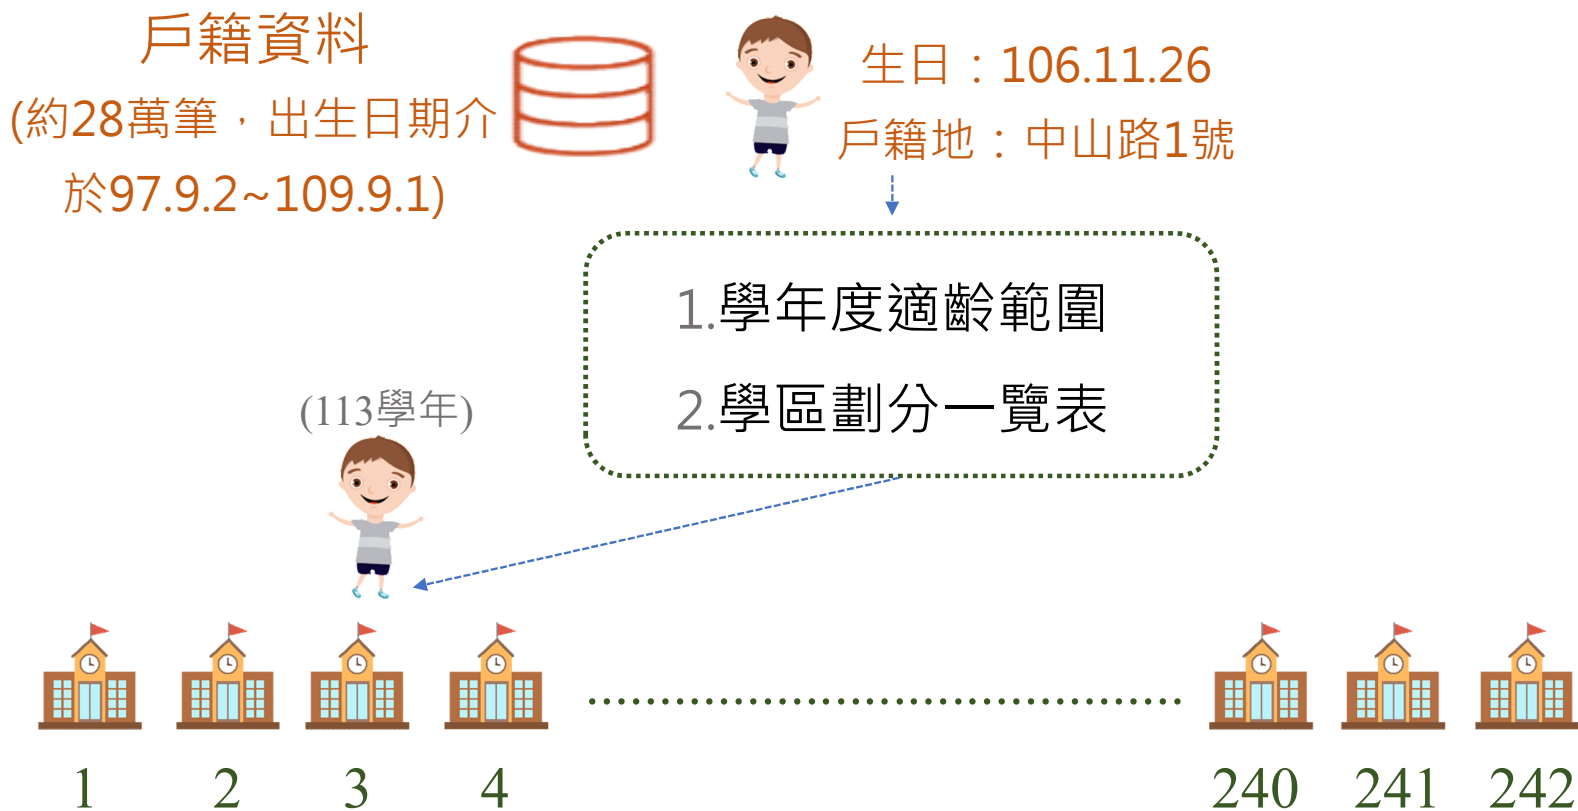 戶籍資料
(約28萬筆，出生日期介
於97.9.2~109.9.1)
生日：106.11.26
戶籍地：中山路1號
1.學年度適齡範圍
2.學區劃分一覽表
(113學年)
1 2 3 4 240 241 242